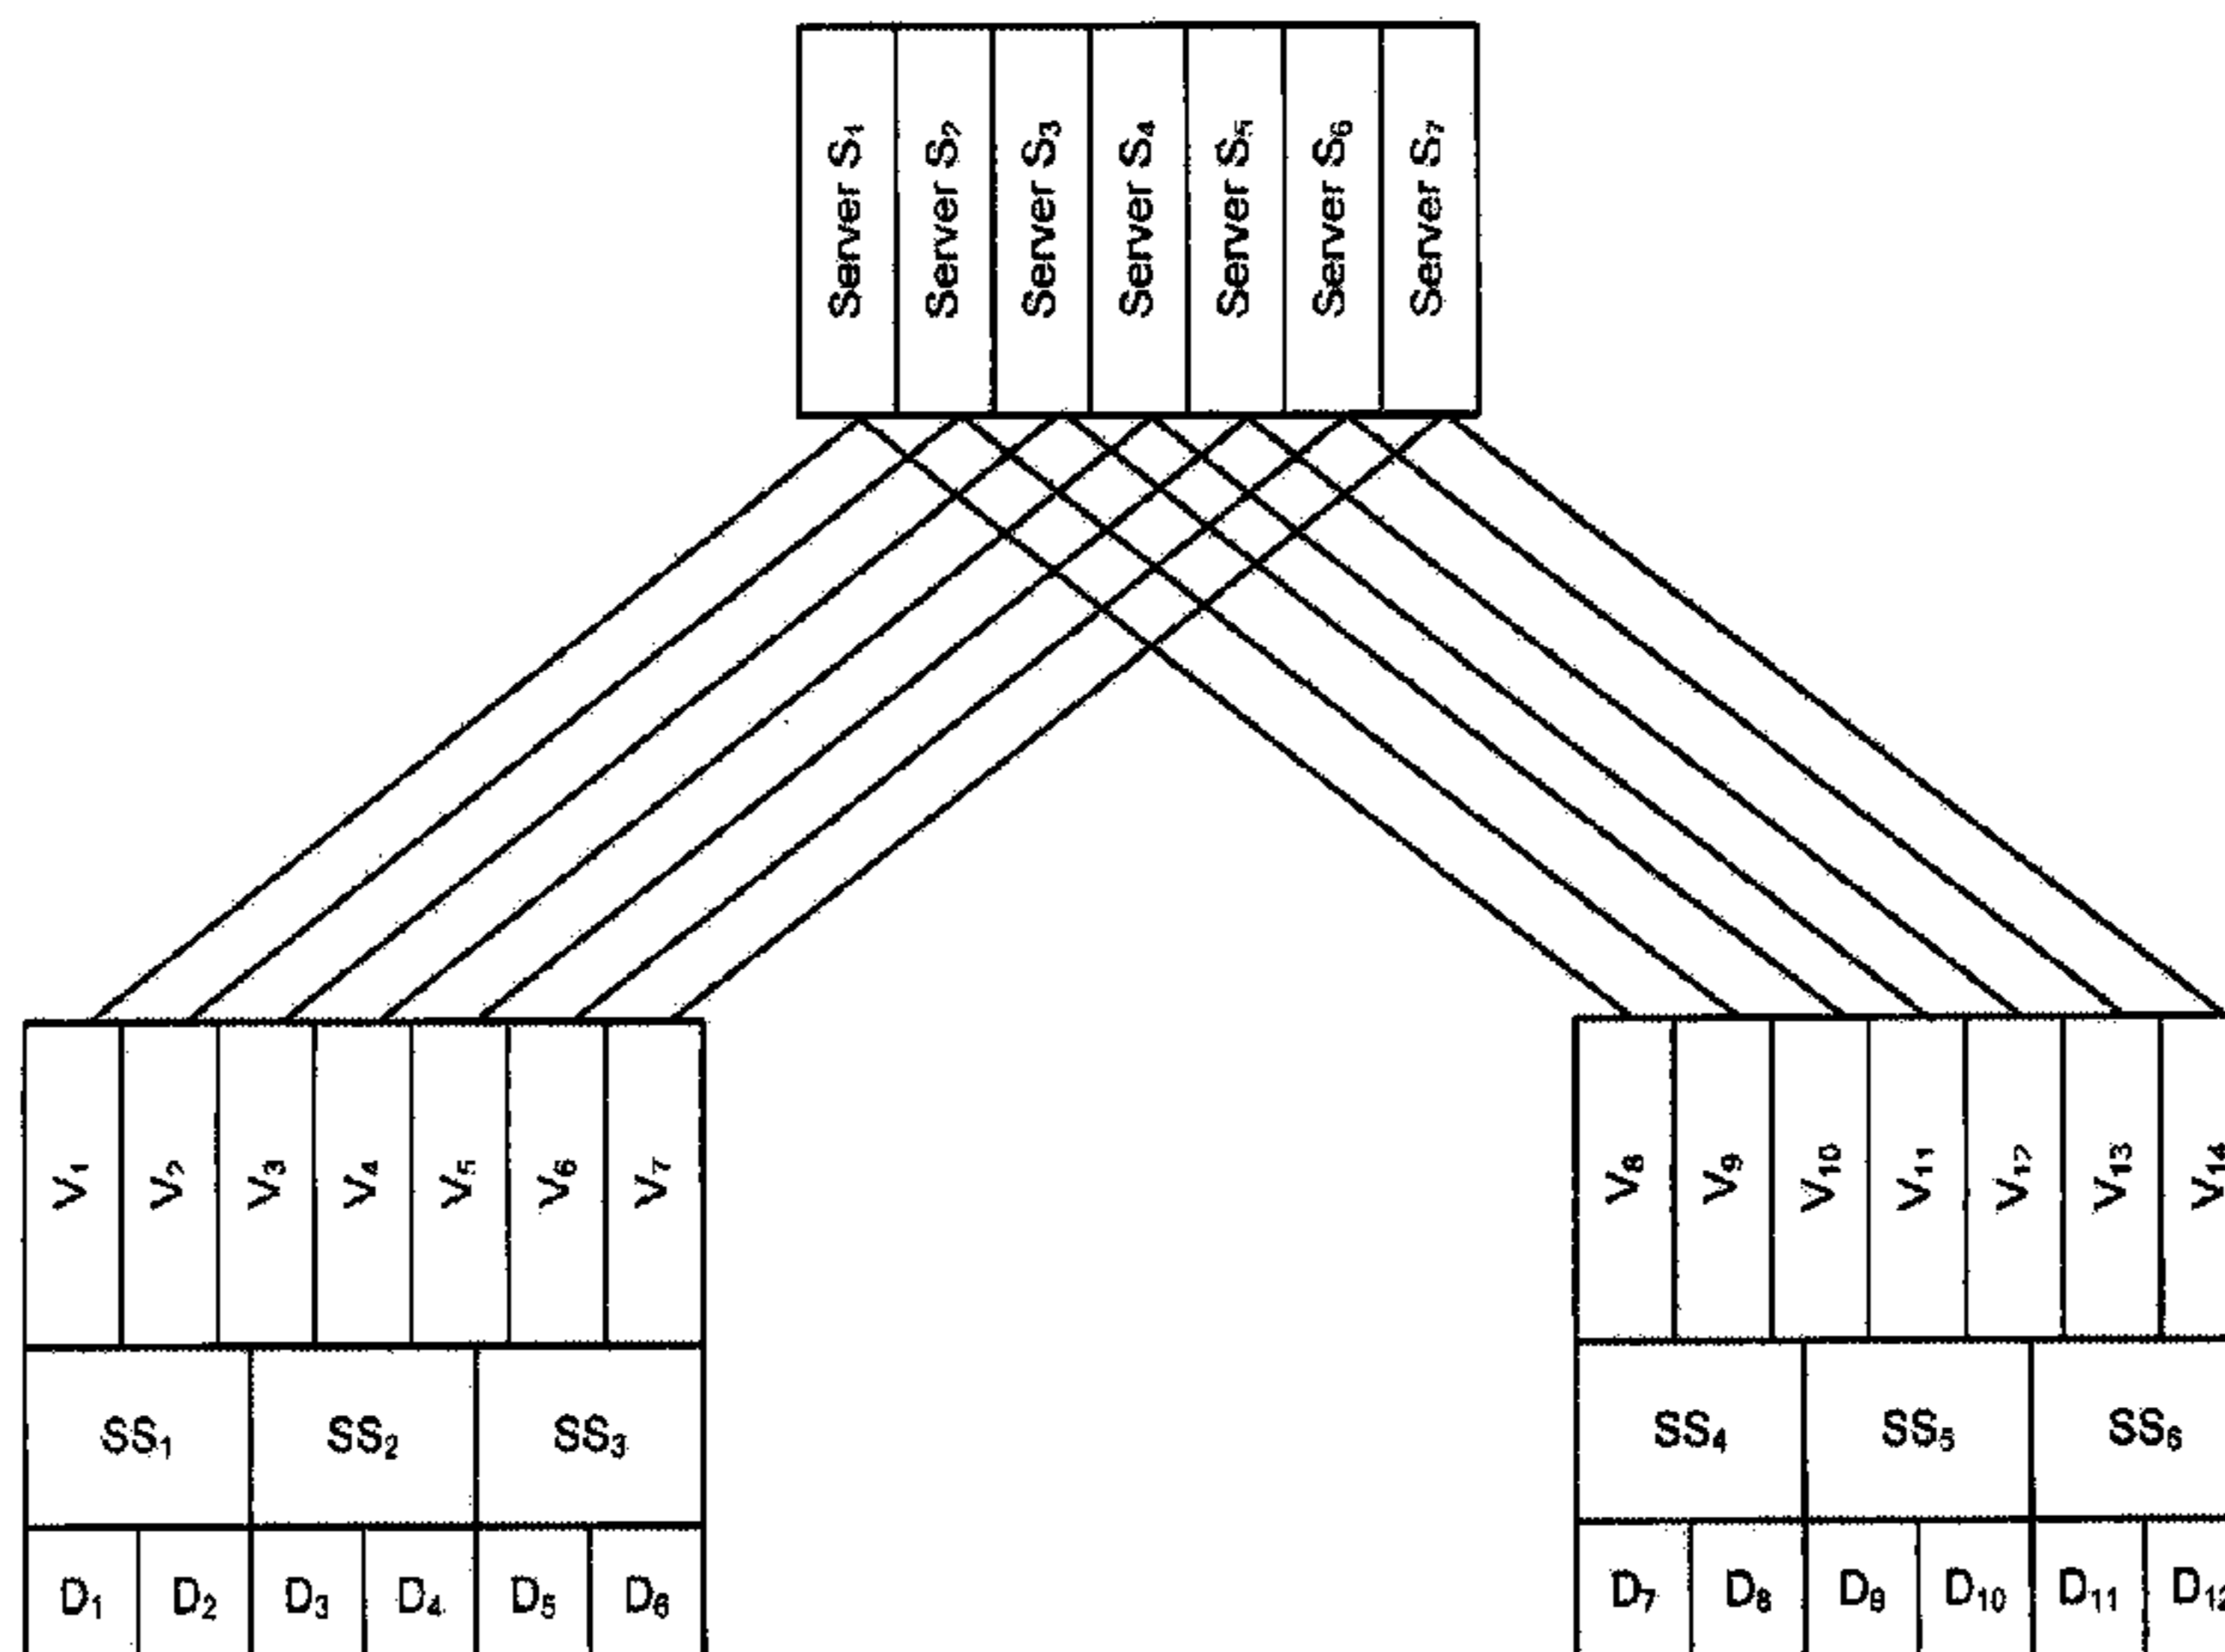 Server S₁
Server S₂
Server S₃
Server S₄
Server S₅
Server S₆
Server S₇
V₁
V₂
V₃
V₄
V₅
V₆
V₇
V₈
V₉
V₁₀
V₁₁
V₁₂
V₁₃
V₁₄
SS₁
SS₂
SS₃
SS₄
SS₅
SS₆
D₁
D₂
D₃
D₄
D₅
D₆
D₇
D₈
D₉
D₁₀
D₁₁
D₁₂